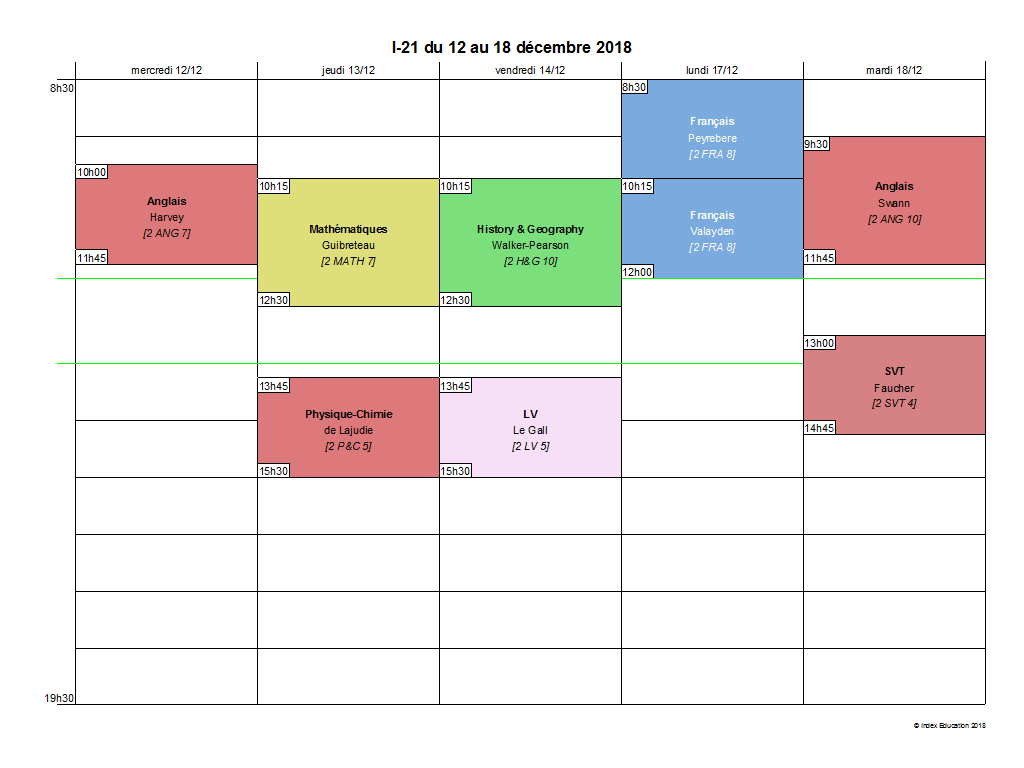 I-21 du 12 au 18 décembre 2018
mercredi 12/12
jeudi 13/12
vendredi 14/12
lundi 17/12
mardi 18/12
8h30
10h00
Anglais
Harvey
[2 ANG 7]
11h45
10h15
Mathématiques
Guibreteau
[2 MATH 7]
12h30
13h45
Physique-Chimie
de Lajudie
[2 P&C 5]
15h30
10h15
History & Geography
Walker-Pearson
[2 H&G 10]
12h30
13h45
LV
Le Gall
[2 LV 5]
15h30
8h30
Français
Peyrebere
[2 FRA 8]
10h15
Français
Valayden
[2 FRA 8]
12h00
9h30
Anglais
Swann
[2 ANG 10]
11h45
13h00
SVT
Faucher
[2 SVT 4]
14h45
19h30
© Index Education 2018